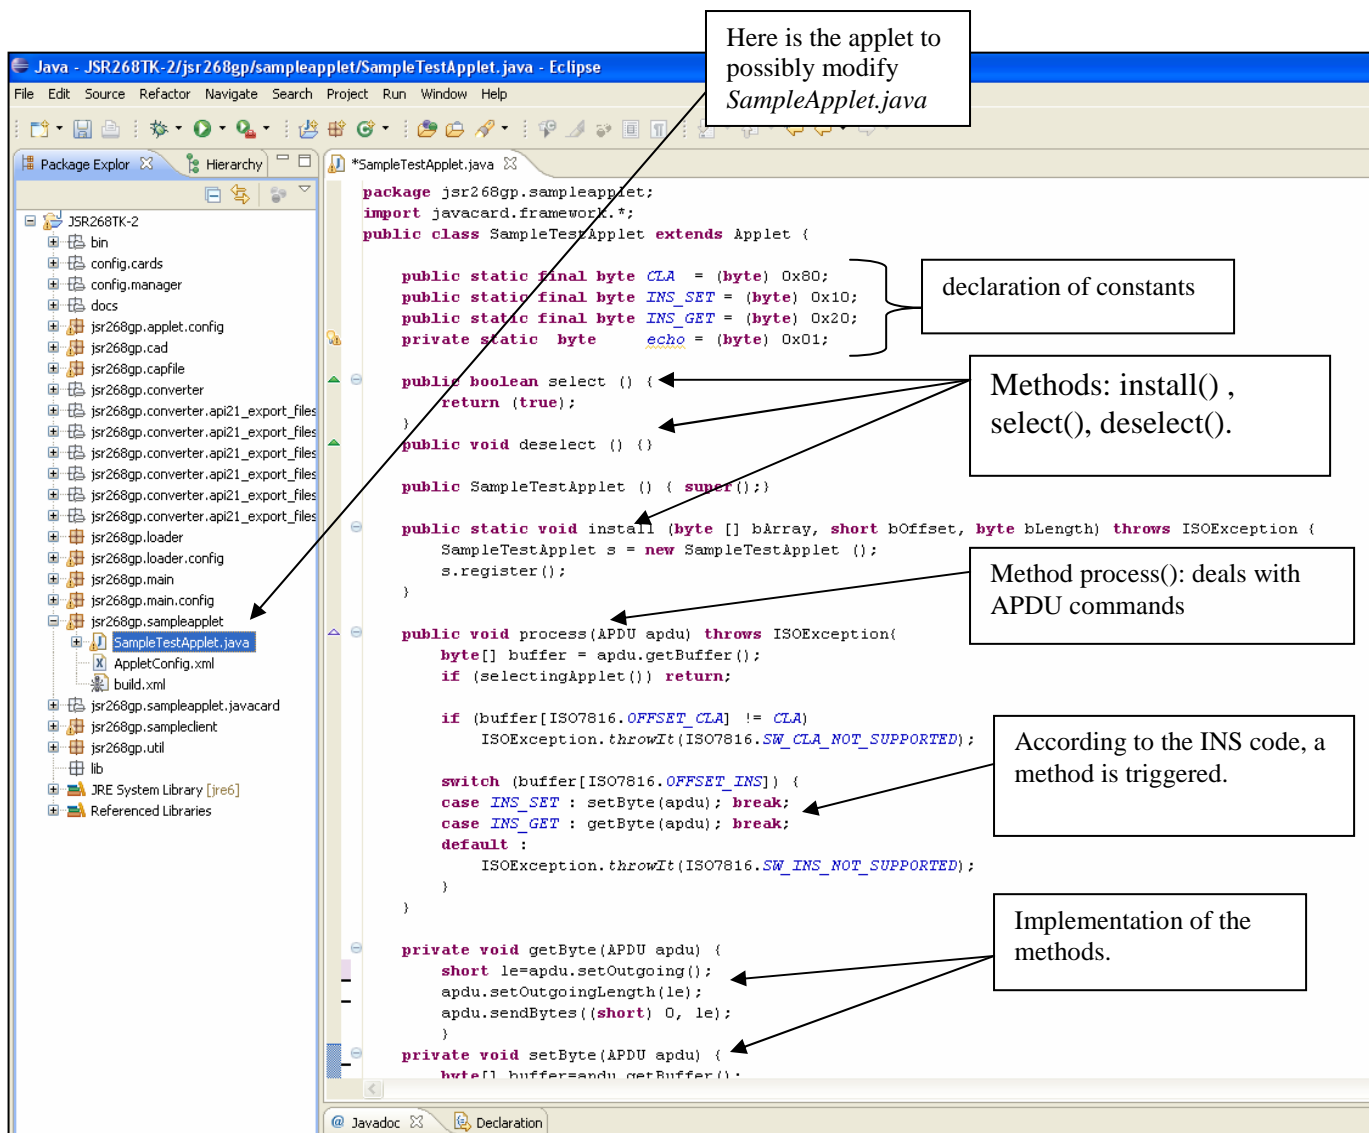 Here is the applet to
possibly modify
SampleApplet.java
Java - JSR268TK-2/jsr268gp/sampleapplet/SampleTestApplet.java - Eclipse
File Edit Source Refactor Navigate Search Project Run Window Help
Package Explor
Hierarchy
JSR268TK-2
bin
config.cards
config.manager
docs
jsr268gp.applet.config
jsr268gp.cad
jsr268gp.capfile
jsr268gp.converter
jsr268gp.converter.api21_export_files
jsr268gp.converter.api21_export_files
jsr268gp.converter.api21_export_files
jsr268gp.converter.api21_export_files
jsr268gp.converter.api21_export_files
jsr268gp.converter.api21_export_files
jsr268gp.loader
jsr268gp.loader.config
jsr268gp.main
jsr268gp.main.config
jsr268gp.sampleapplet
SampleTestApplet.java
AppletConfig.xml
build.xml
jsr268gp.sampleapplet.javacard
jsr268gp.sampleclient
jsr268gp.util
lib
JRE System Library [jre6]
Referenced Libraries
*SampleTestApplet.java
package jsr268gp.sampleapplet;
import javacard.framework.*;
public class SampleTestApplet extends Applet {
public static final byte CLA = (byte) 0x80;
public static final byte INS_SET = (byte) 0x10;
public static final byte INS_GET = (byte) 0x20;
private static byte echo = (byte) 0x01;
declaration of constants
public boolean select () {
return (true);
}
public void deselect () {}
Methods: install() ,
select(), deselect().
public SampleTestApplet () { super();}
public static void install (byte [] bArray, short bOffset, byte bLength) throws ISOException {
SampleTestApplet s = new SampleTestApplet ();
s.register();
}
Method process(): deals with
APDU commands
public void process(APDU apdu) throws ISOException{
byte[] buffer = apdu.getBuffer();
if (selectingApplet()) return;
if (buffer[ISO7816.OFFSET_CLA] != CLA)
ISOException.throwIt(ISO7816.SW_CLA_NOT_SUPPORTED);
switch (buffer[ISO7816.OFFSET_INS]) {
case INS_SET : setByte(apdu); break;
case INS_GET : getByte(apdu); break;
default :
ISOException.throwIt(ISO7816.SW_INS_NOT_SUPPORTED);
}
}
According to the INS code, a
method is triggered.
private void getByte(APDU apdu) {
short le=apdu.setOutgoing();
apdu.setOutgoingLength(le);
apdu.sendBytes((short) 0, le);
}
private void setByte(APDU apdu) {
byte[] buffer=apdu.getBuffer();
Implementation of the
methods.
@ Javadoc
Declaration